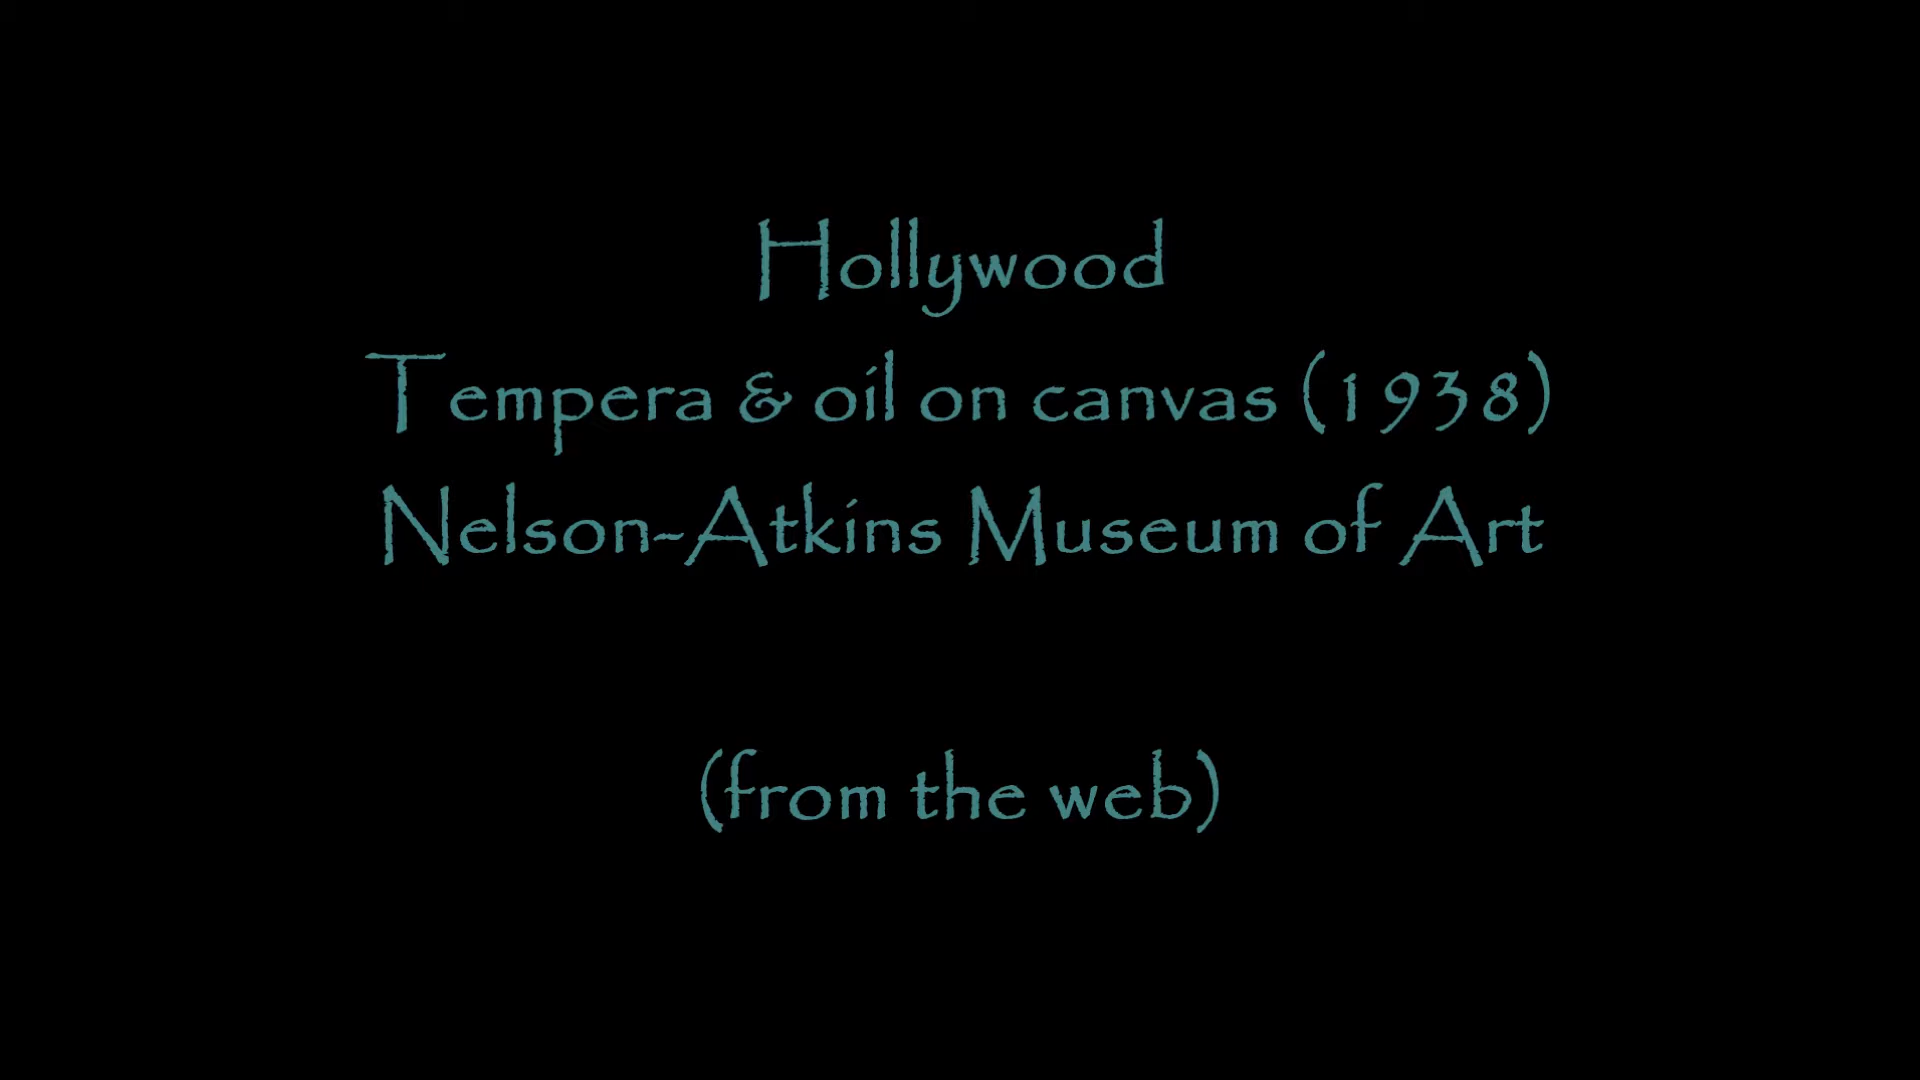 Hollywood
Tempera & oil on canvas (1938)
Nelson-Atkins Museum of Art
(from the web)